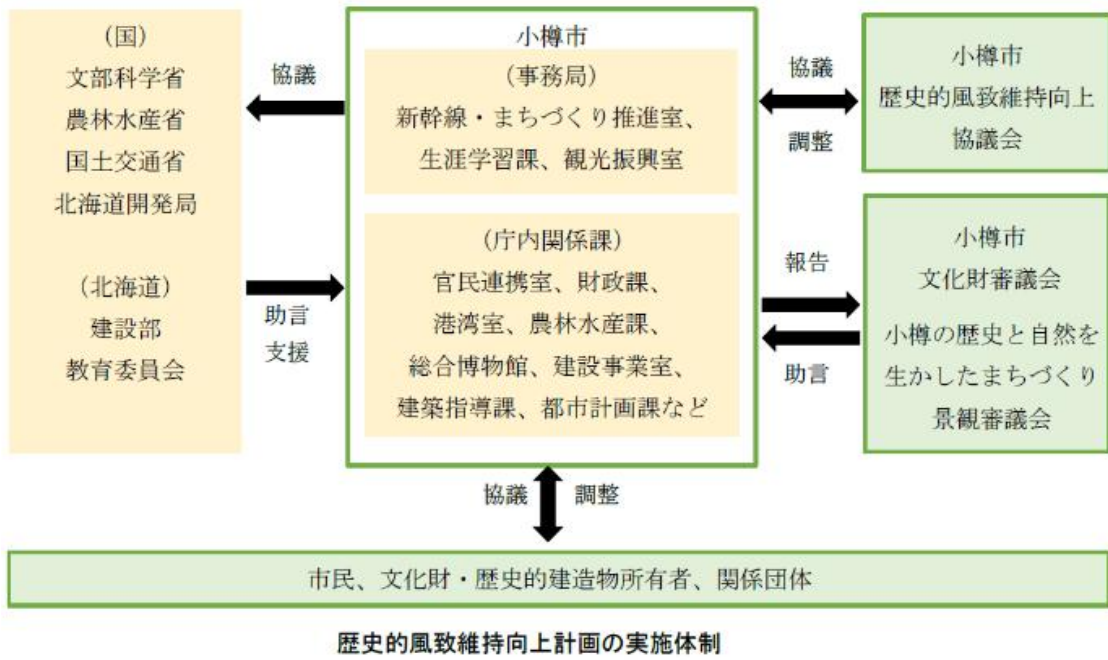 (国)
文部科学省
農林水産省
国土交通省
北海道開発局
(北海道)
建設部
教育委員会
協議
助言
支援
小樽市
(事務局)
新幹線・まちづくり推進室、
生涯学習課、観光振興室
(庁内関係課)
官民連携室、財政課、
港湾室、農林水産課、
総合博物館、建設事業室、
建築指導課、都市計画課など
協議
調整
小樽市
歴史的風致維持向上
協議会
報告
助言
小樽市
文化財審議会
小樽の歴史と自然を
生かしたまちづくり
景観審議会
協議 調整
市民、文化財・歴史的建造物所有者、関係団体
歴史的風致維持向上計画の実施体制